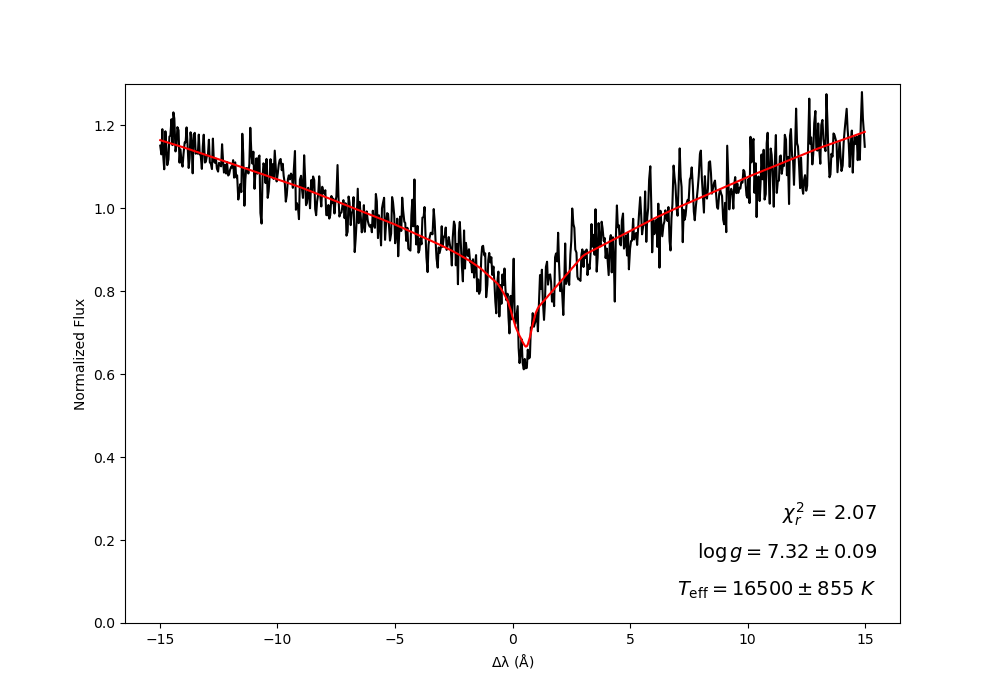 Normalized Flux
1.2
1.0
0.8
0.6
0.4
0.2
0.0
χ²ᵣ = 2.07
log g = 7.32 ± 0.09
T_eff = 16500 ± 855 K
−15 −10 −5 0 5 10 15
Δλ (Å)